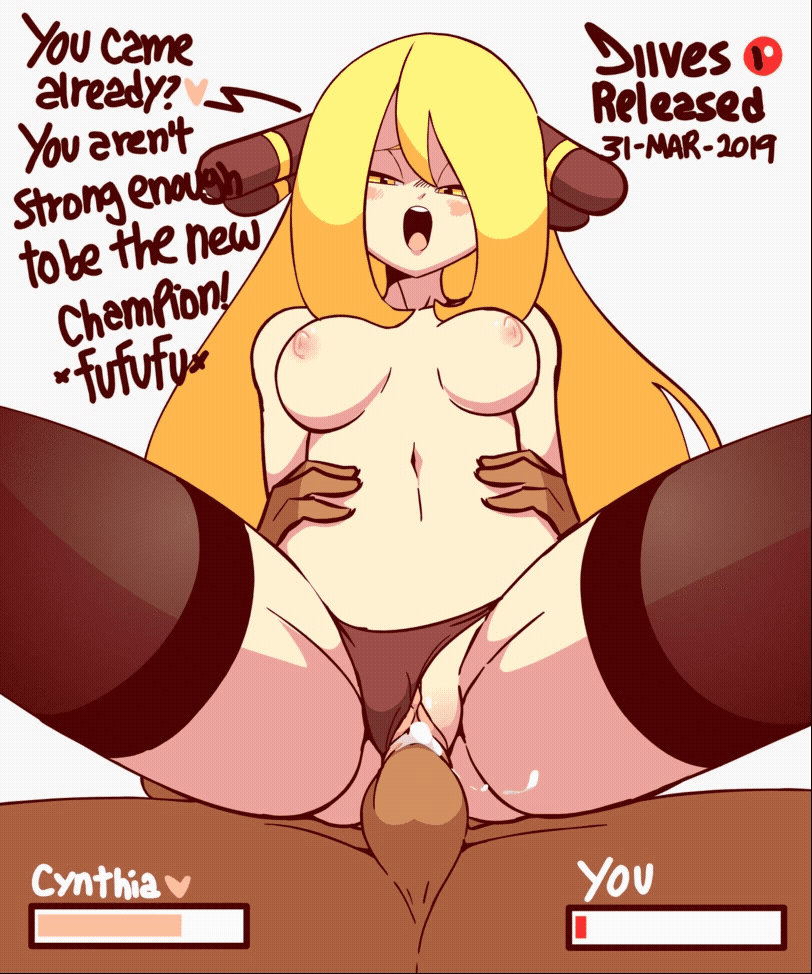 You came
already?
You aren't
strong enough
to be the new
Champion!
*fufufu*
Diives
Released
31-MAR-2019
Cynthia
You